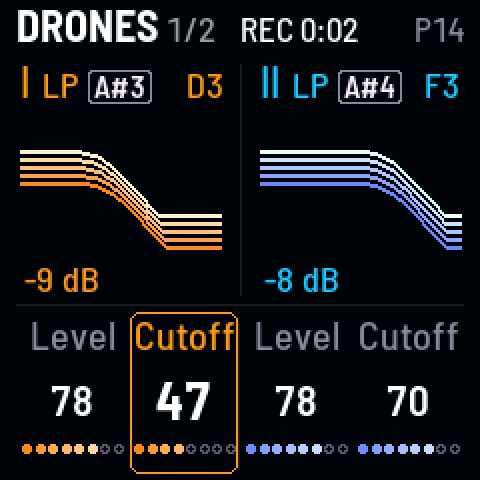 DRONES 1/2 REC 0:02 P14
I LP A#3 D3 II LP A#4 F3
-9 dB -8 dB
Level Cutoff Level Cutoff
78 47 78 70